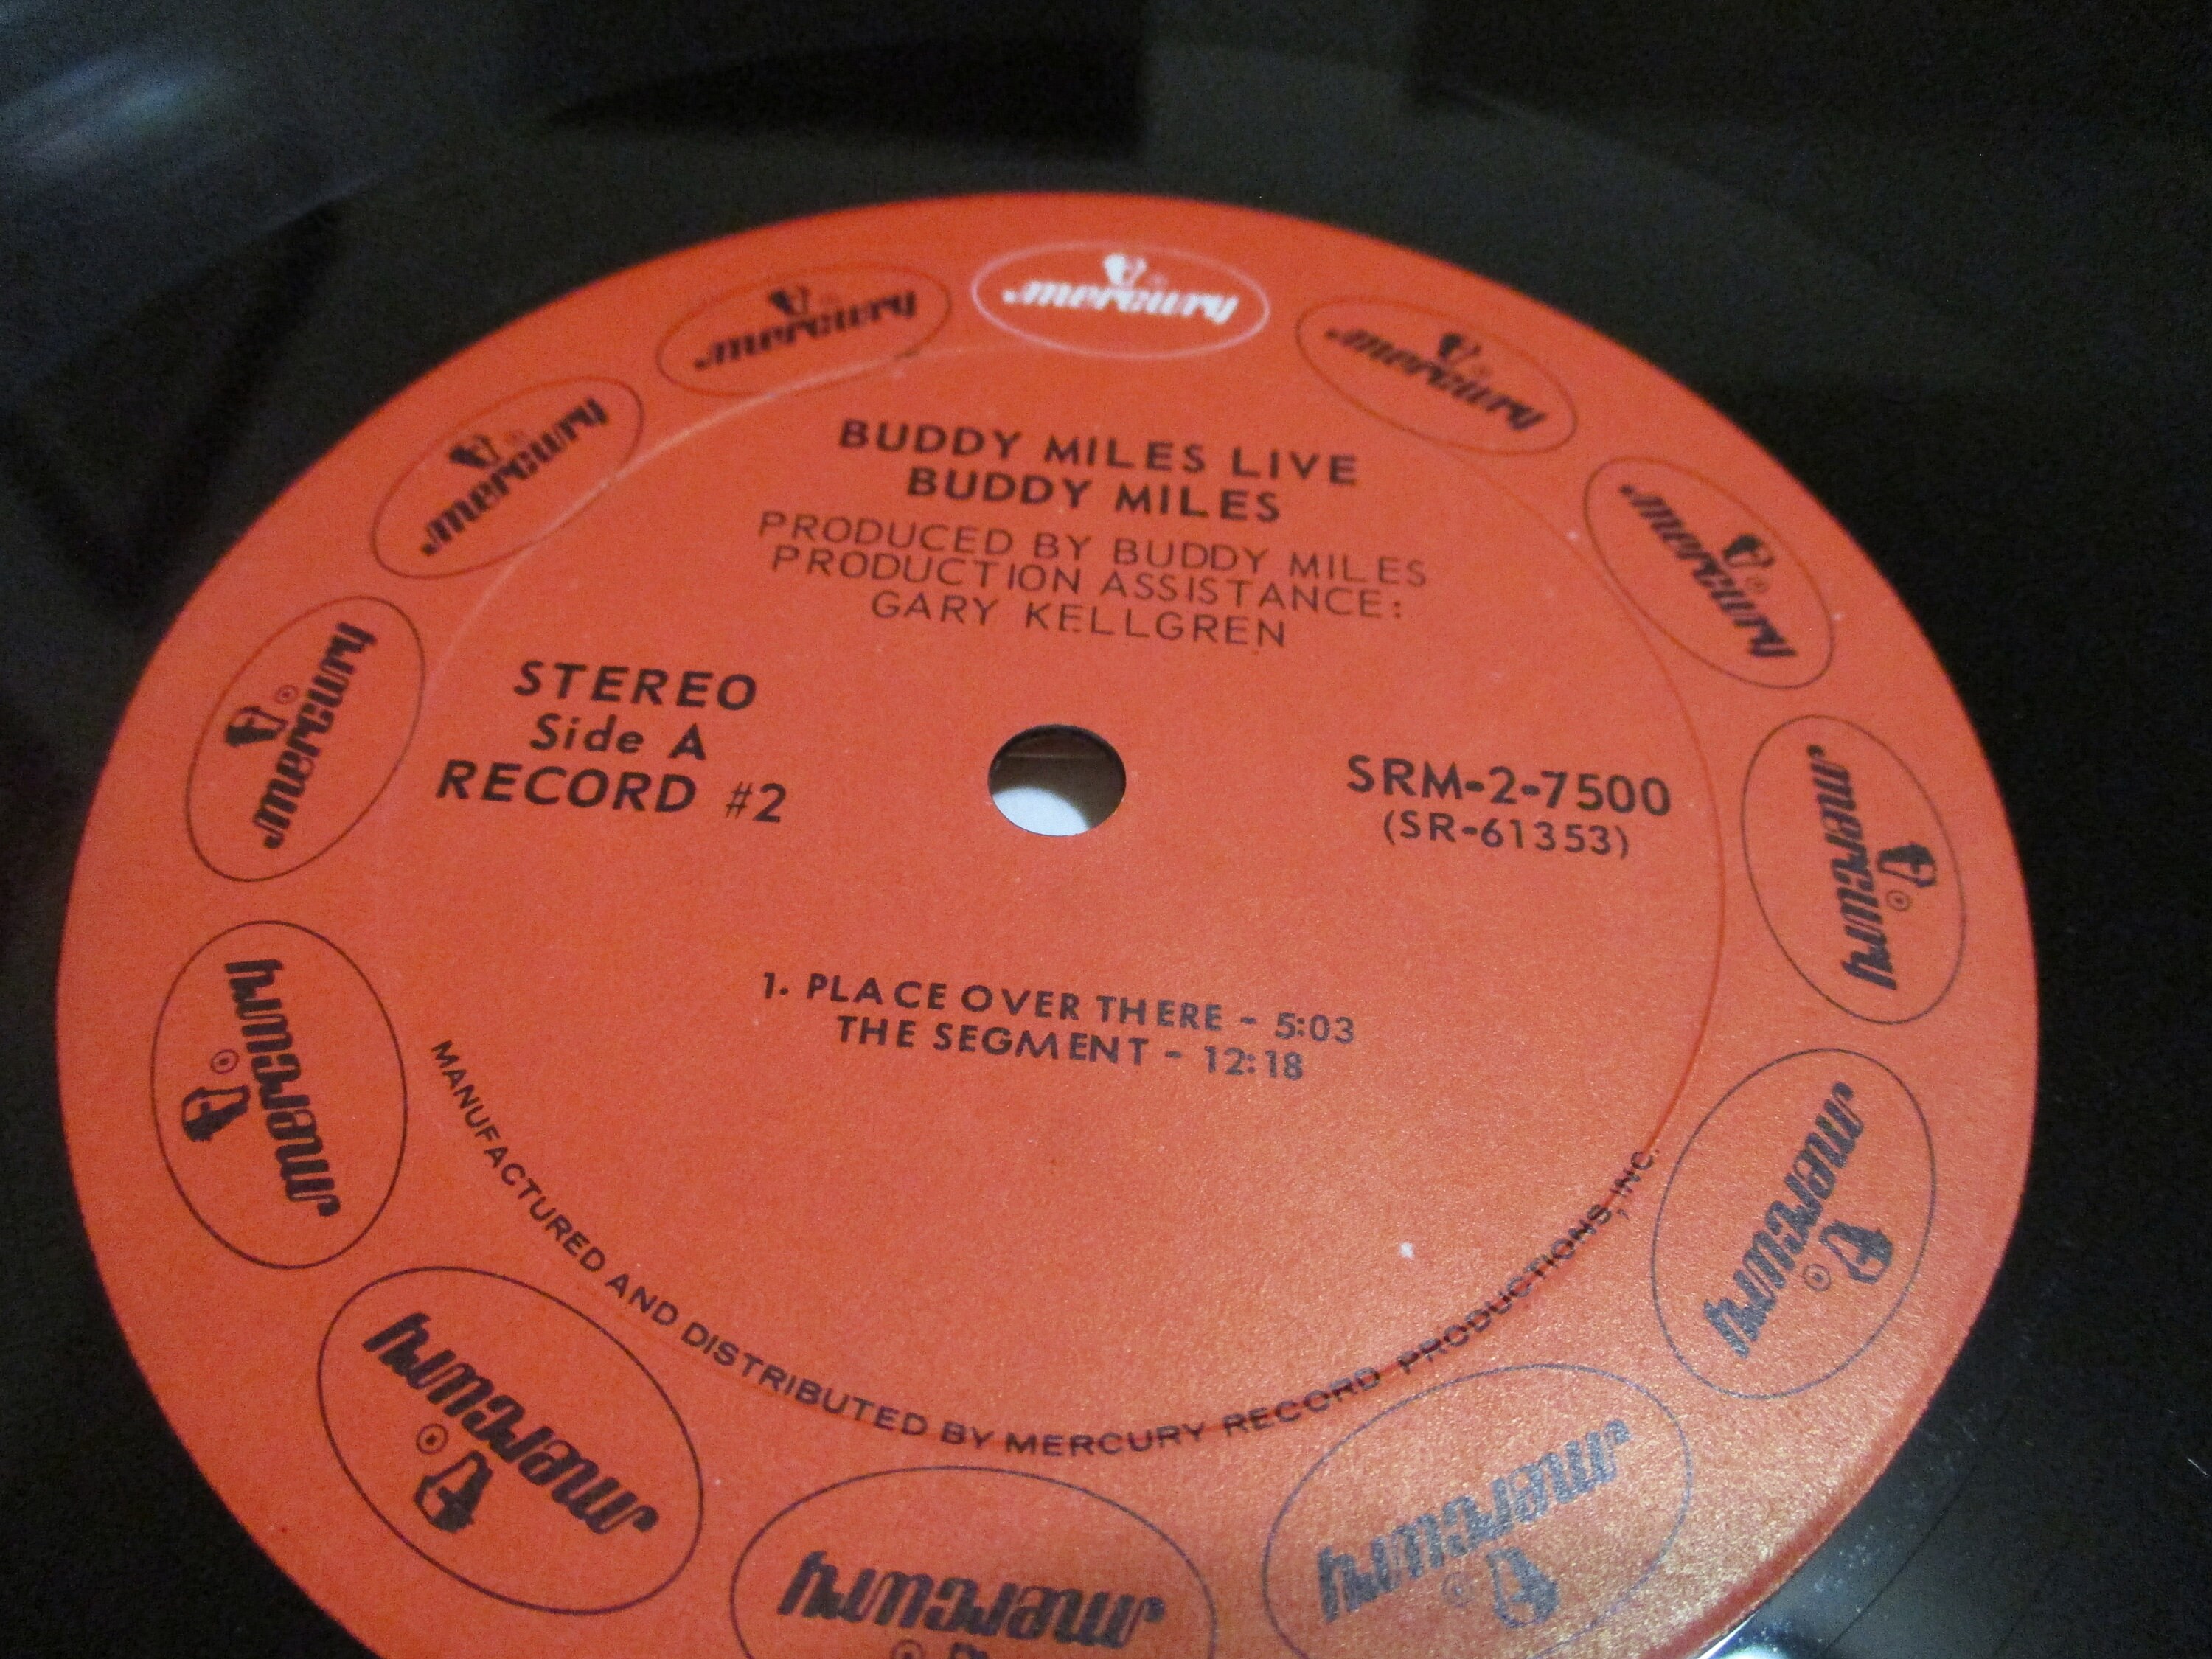 mercury
mercury
mercury
mercury
mercury
mercury
BUDDY MILES LIVE
BUDDY MILES
PRODUCED BY BUDDY MILES
PRODUCTION ASSISTANCE:
GARY KELLGREN
mercury
STEREO
Side A
RECORD #2
SRM-2-7500
(SR-61353)
mercury
1. PLACE OVER THERE - 5:03
THE SEGMENT - 12:18
MANUFACTURED AND DISTRIBUTED BY MERCURY RECORD PRODUCTIONS, INC.
mercury
mercury
mercury
mercury
mercury